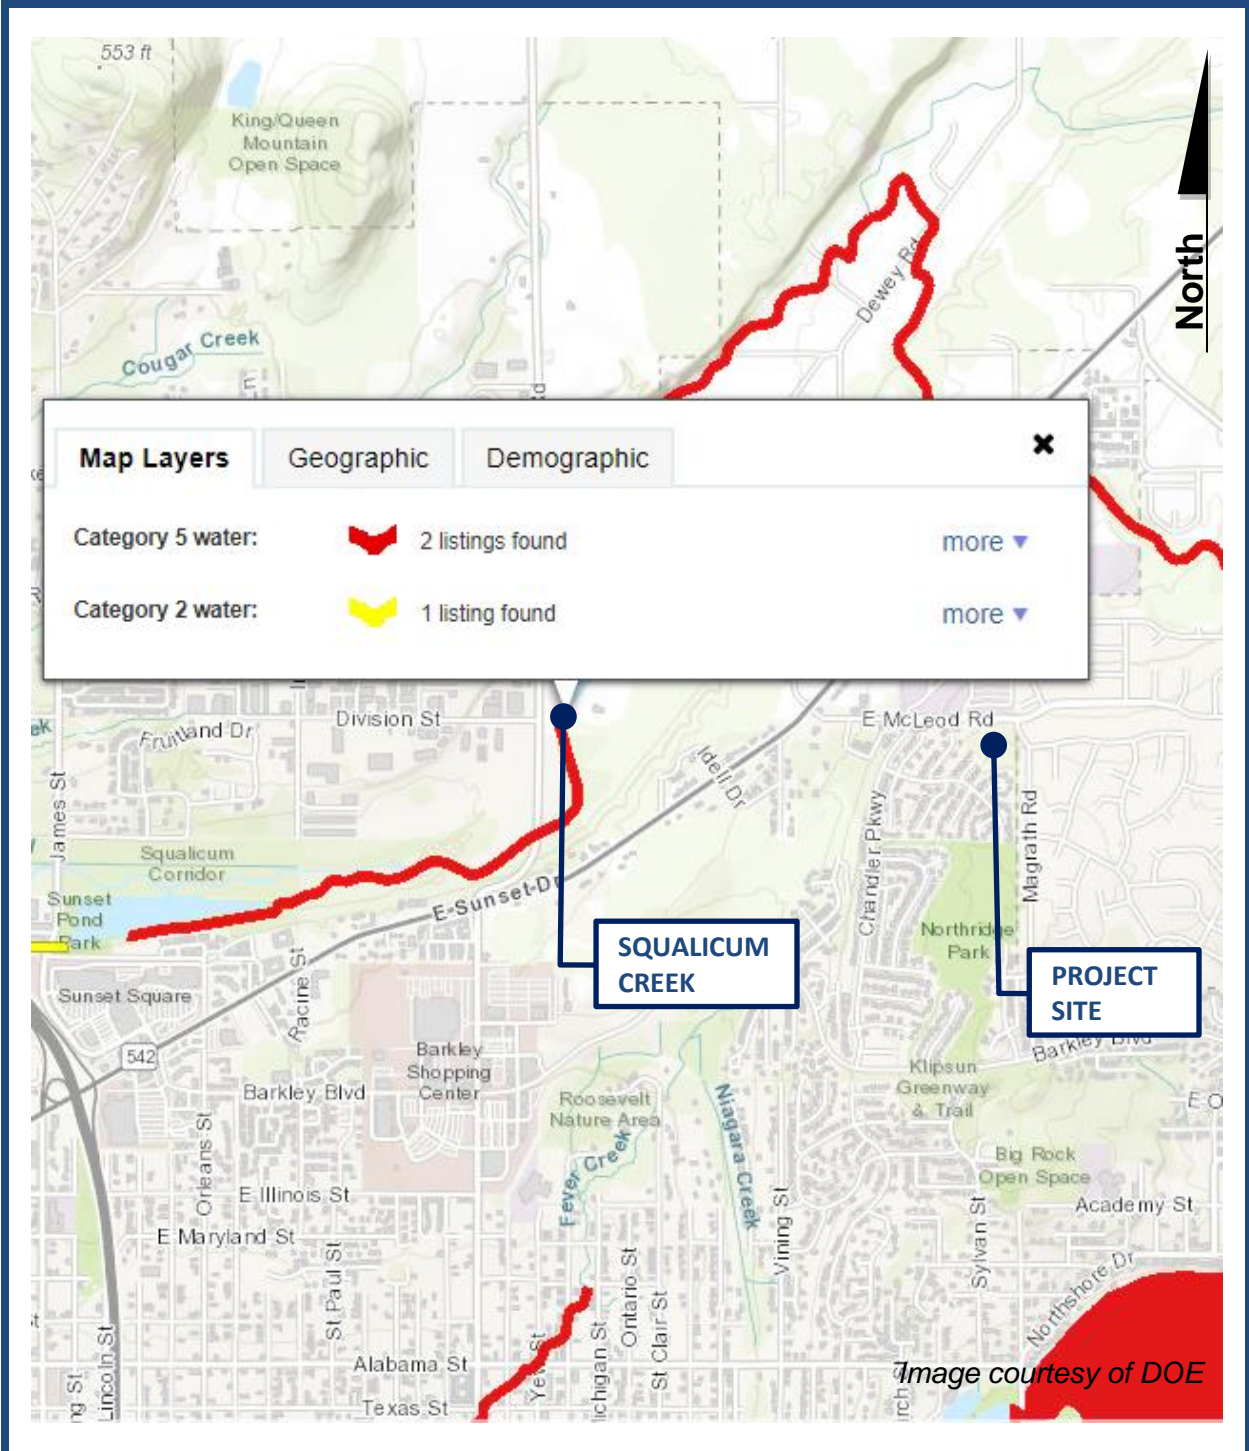 553 ft
King/Queen
Mountain
Open Space
North
Dewey Rd
Cougar Creek
Map Layers
Geographic
Demographic
✖
Category 5 water:
2 listings found
more ▼
Category 2 water:
1 listing found
more ▼
Division St
Fruitland Dr
E McLeod Rd
Idell Dr
James St
Squalicum
Corridor
Chandler Pkwy
Magrath Rd
Sunset
Pond
Park
E Sunset Dr
Northridge
Park
SQUALICUM
CREEK
PROJECT
SITE
Sunset Square
Racine St
542
Barkley
Shopping
Center
Barkley Blvd
Barkley Blvd
Klipsun
Greenway
& Trail
Roosevelt
Nature Area
Niagara Creek
Fever Creek
E O
Orleans St
Big Rock
Open Space
E Illinois St
Academy St
Vining St
Sylvan St
E Maryland St
St Paul St
Ontario St
St Clair St
Northshore Dr
Lincoln St
Alabama St
Yew St
Michigan St
Texas St
Image courtesy of DOE